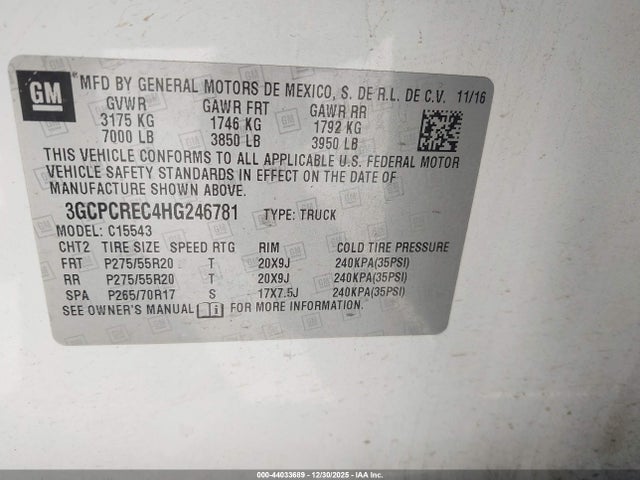 GM
MFD BY GENERAL MOTORS DE MEXICO, S. DE R.L. DE C.V. 11/16
GVWR GAWR FRT GAWR RR
3175 KG 1746 KG 1792 KG
7000 LB 3850 LB 3950 LB
THIS VEHICLE CONFORMS TO ALL APPLICABLE U.S. FEDERAL MOTOR
VEHICLE SAFETY STANDARDS IN EFFECT ON THE DATE OF
MANUFACTURE SHOWN ABOVE.
3GCPCREC4HG246781 TYPE: TRUCK
MODEL: C15543
CHT2 TIRE SIZE SPEED RTG RIM COLD TIRE PRESSURE
FRT P275/55R20 T 20X9J 240KPA(35PSI)
RR P275/55R20 T 20X9J 240KPA(35PSI)
SPA P265/70R17 S 17X7.5J 240KPA(35PSI)
SEE OWNER'S MANUAL FOR MORE INFORMATION.
000-44033689 - 12/30/2025 - IAA Inc.